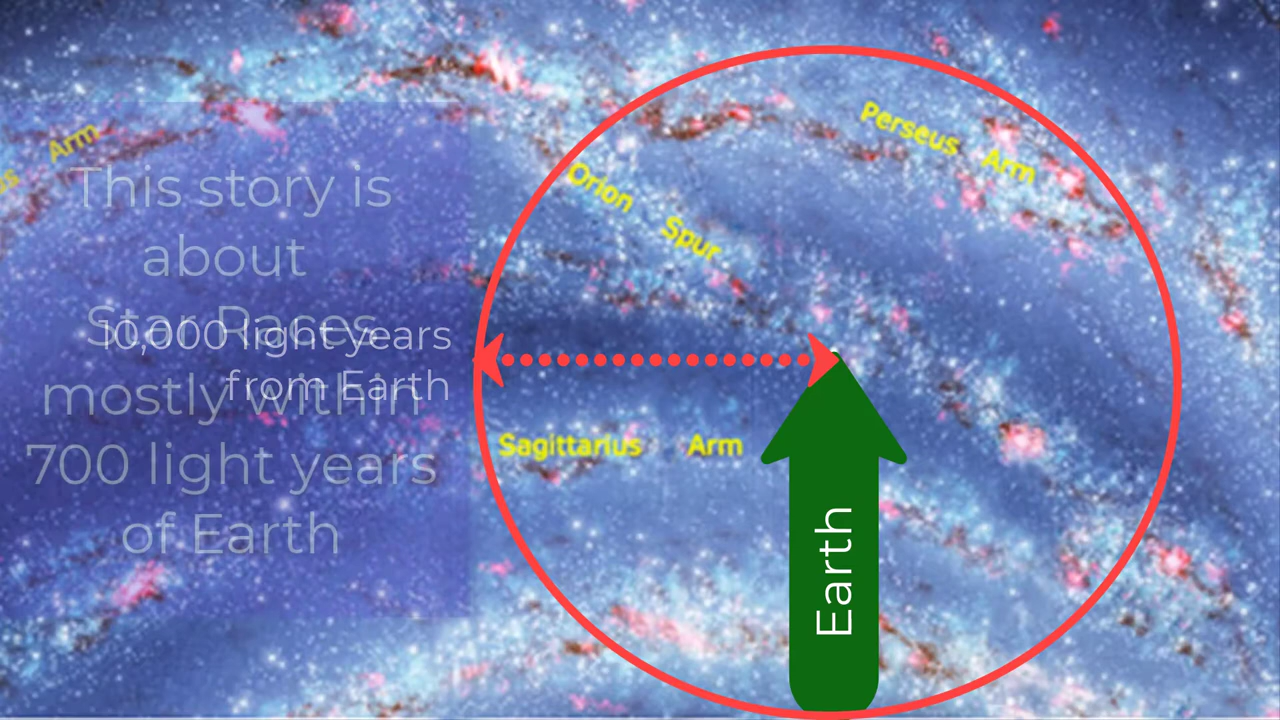 s Arm
This story is
about
Star Races
mostly within
700 light years
of Earth
10,000 light years
from Earth
Orion Spur
Perseus Arm
Sagittarius Arm
Earth